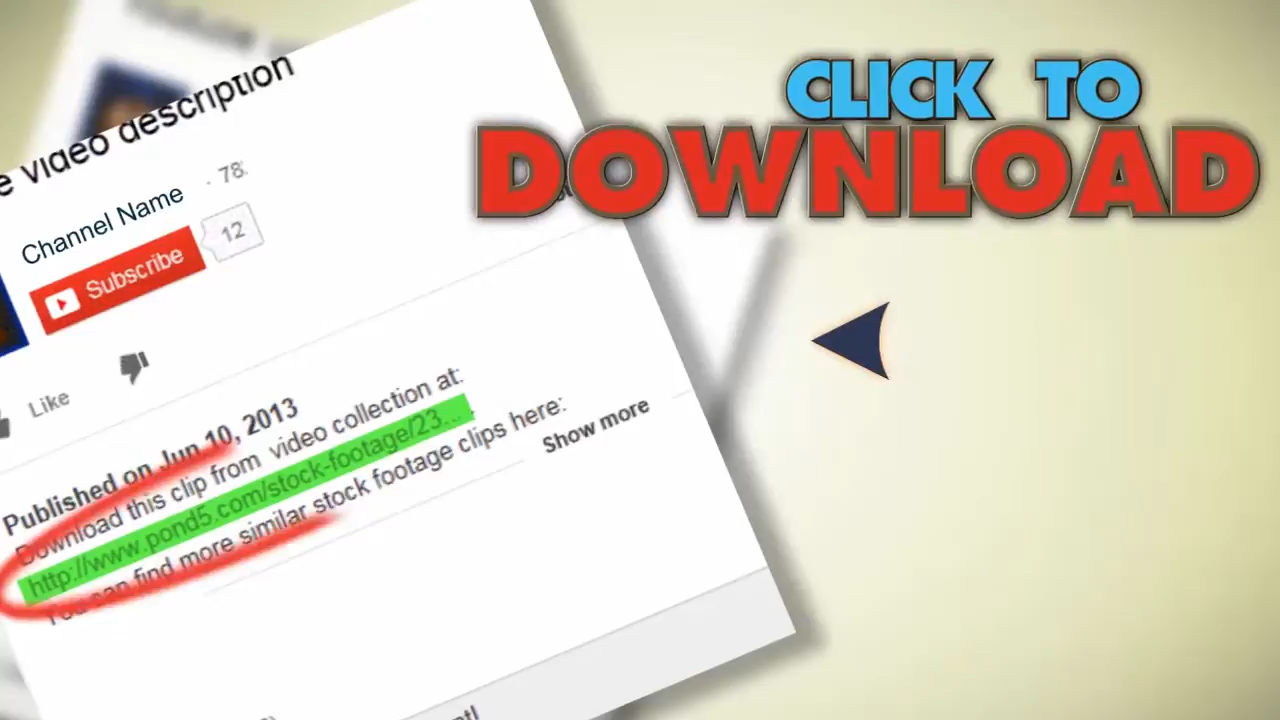 CLICK TO
DOWNLOAD
video description
Channel Name
78
Subscribe
12
Like
Published on Jun 10, 2013
Download this clip from video collection at:
http://www.pond5.com/stock-footage/23...
You can find more similar stock footage clips here:
Show more